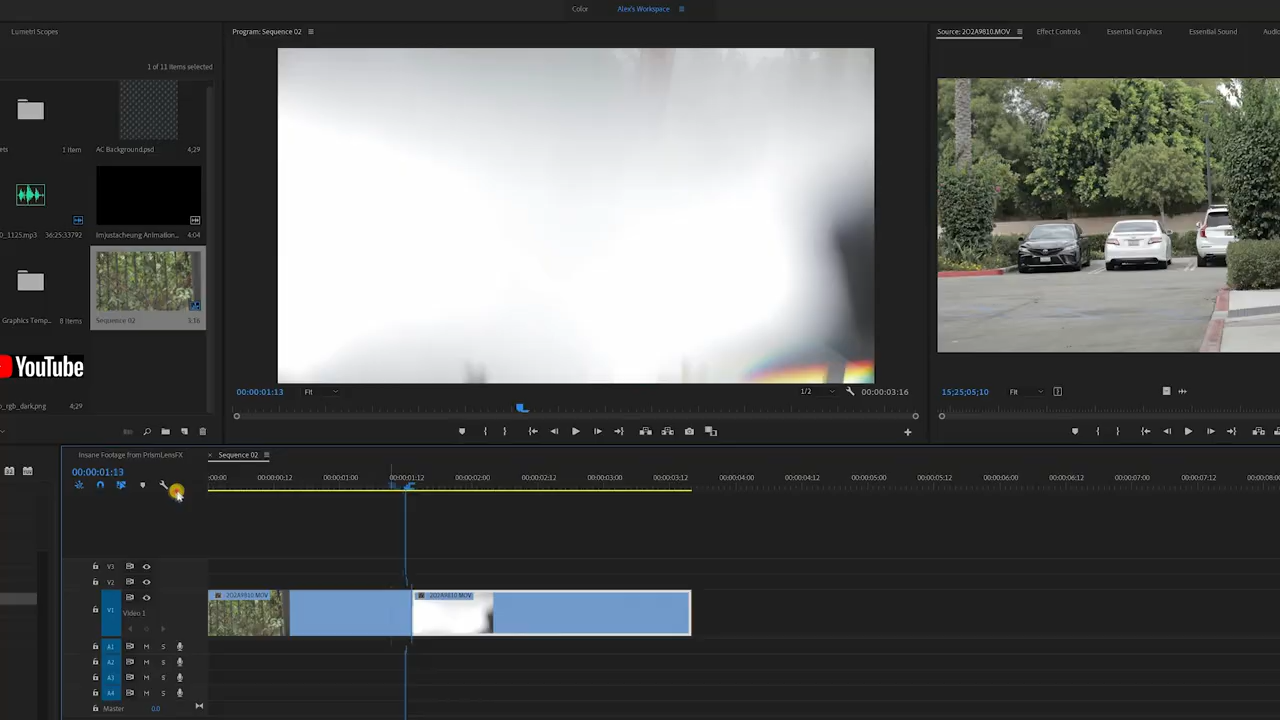 Color
Alex's Workspace
Lumetri Scopes
Program: Sequence 02
Source: 2O2A9810.MOV
Effect Controls
Essential Graphics
Essential Sound
Audio
1 of 11 items selected
ets
1 item
AC Background.psd
4;29
0_1125.mp3
36:25:33792
Imjustacheung Animation...
4:04
Graphics Temp...
8 items
Sequence 02
3:16
YouTube
_rgb_dark.png
4;29
00:00:01:13
Fit
1/2
00:00:03:16
15;25;05;10
Fit
Insane Footage from PrismLensFX
Sequence 02
00:00:01:13
:00:00
00:00:00:12
00:00:01:00
00:00:01:12
00:00:02:00
00:00:02:12
00:00:03:00
00:00:03:12
00:00:04:00
00:00:04:12
00:00:05:00
00:00:05:12
00:00:06:00
00:00:06:12
00:00:07:00
00:00:07:12
00:00:08:0
V3
V2
2O2A9810.MOV
2O2A9810.MOV
V1
Video 1
A1
M
S
A2
M
S
A3
M
S
A4
M
S
Master
0.0